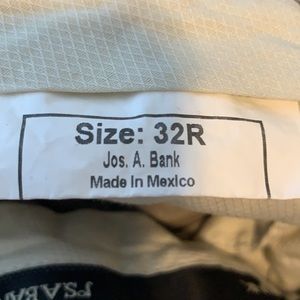 Size: 32R
Jos. A. Bank
Made In Mexico